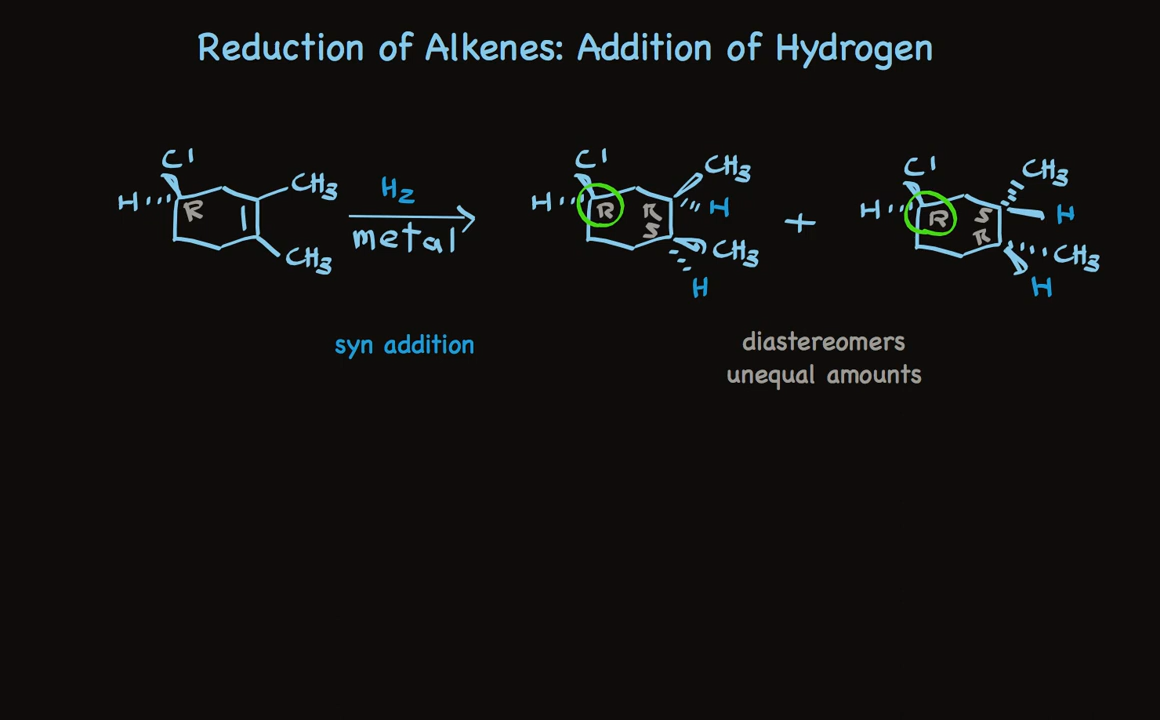 Reduction of Alkenes: Addition of Hydrogen
Cl
H
R
CH3
CH3
H2
metal
Cl
H
R
R
S
CH3
H
CH3
H
+
Cl
H
R
S
R
CH3
H
CH3
H
syn addition
diastereomers
unequal amounts